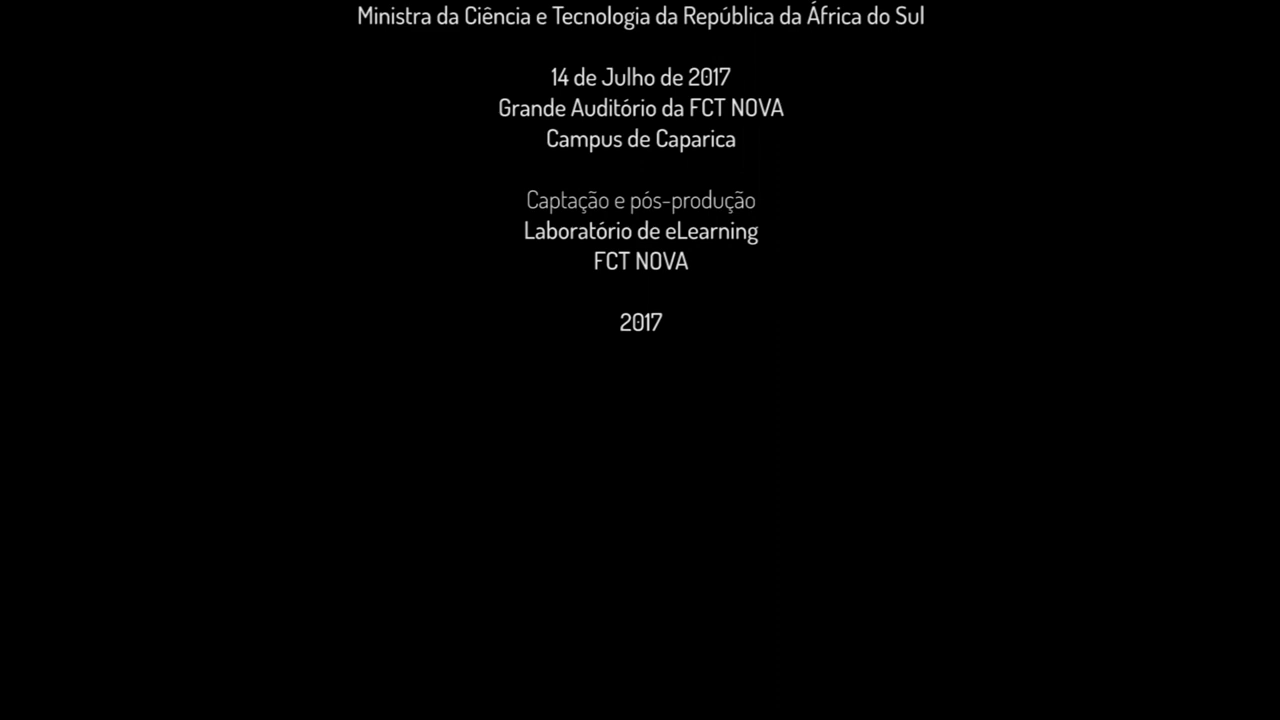 Ministra da Ciência e Tecnologia da República da África do Sul
14 de Julho de 2017
Grande Auditório da FCT NOVA
Campus de Caparica
Captação e pós-produção
Laboratório de eLearning
FCT NOVA
2017